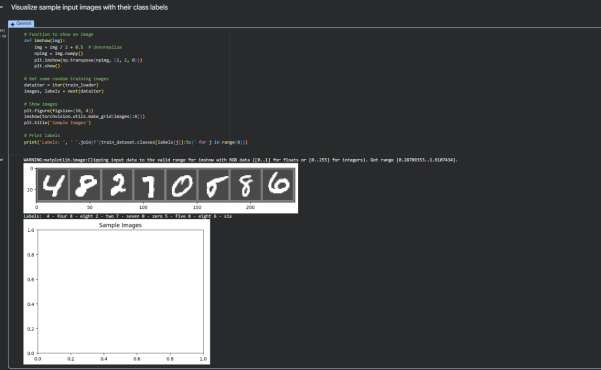 Visualize sample input images with their class labels
# Function to show an image
def imshow(img):
img = img / 2 + 0.5 # Unnormalize
npimg = img.numpy()
plt.imshow(np.transpose(npimg, (1, 2, 0)))
plt.show()
# Get some random training images
dataiter = iter(train_loader)
images, labels = next(dataiter)
# Show images
plt.figure(figsize=(10, 4))
imshow(torchvision.utils.make_grid(images[:8]))
plt.title('Sample Images')
# Print labels
print('Labels: ', ' '.join(f'{train_dataset.classes[labels[j]]:5s}' for j in range(8)))
WARNING:matplotlib.image:Clipping input data to the valid range for imshow with RGB data ([0..1] for floats or [0..255] for integers). Got range
0
4 8 2 7 0 5 8 6
20
0 50 100 150 200
Labels: 4 - four 8 - eight 2 - two 7 - seven 0 - zero 5 - five 8 - eight 6 - six
Sample Images
1.0
0.8
0.6
0.4
0.2
0.0
0.0 0.2 0.4 0.6 0.8 1.0